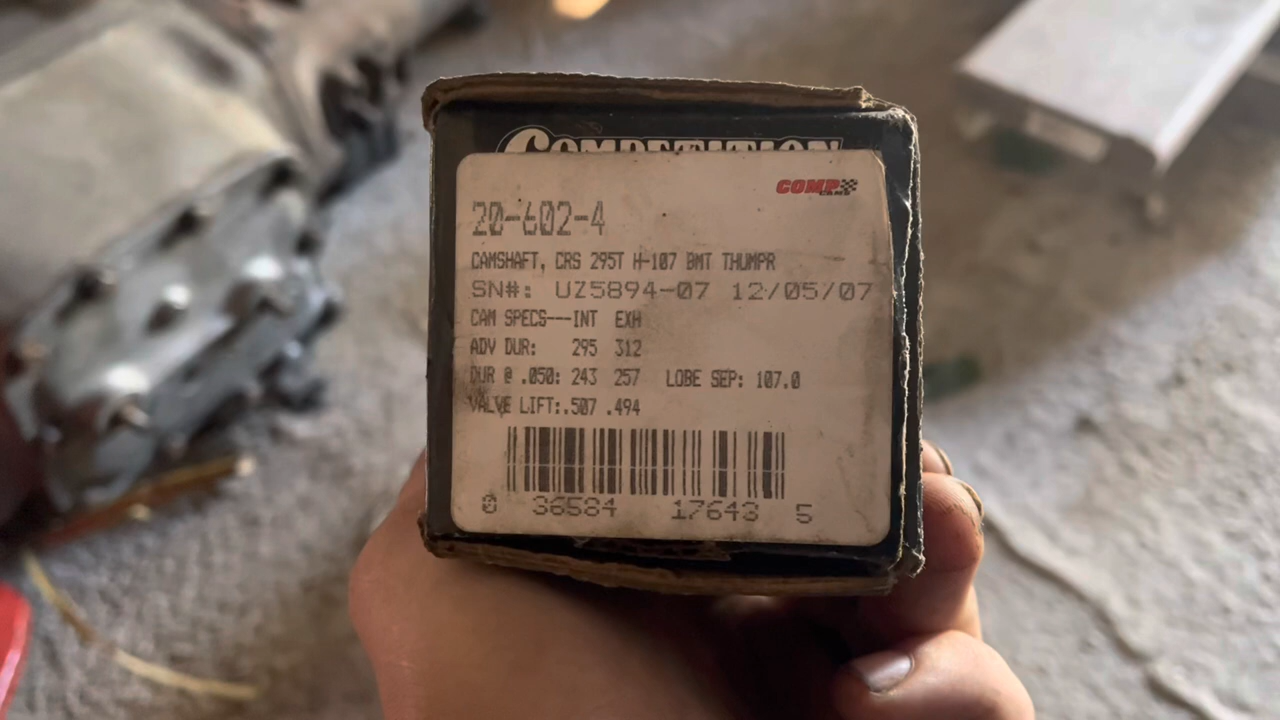 COMPETITION
COMP
CAMS
20-602-4
CAMSHAFT, CRS 295T H-107 BMT THUMPR
SN#: UZ5894-07 12/05/07
CAM SPECS---INT EXH
ADV DUR: 295 312
DUR @ .050: 243 257 LOBE SEP: 107.0
VALVE LIFT:.507 .494
0 36584 17643 5